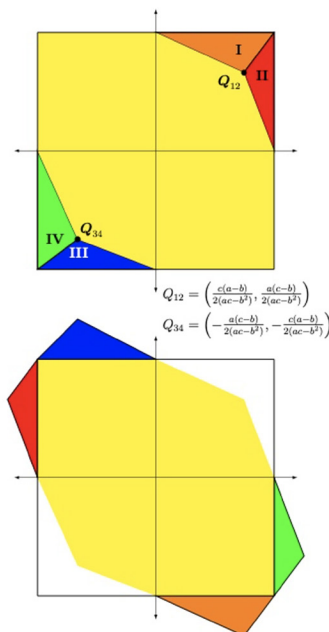 I
II
Q₁₂
Q₃₄
IV
III
Q₁₂ = (c(a−b)/2(ac−b²), a(c−b)/2(ac−b²))
Q₃₄ = (−a(c−b)/2(ac−b²), −c(a−b)/2(ac−b²))